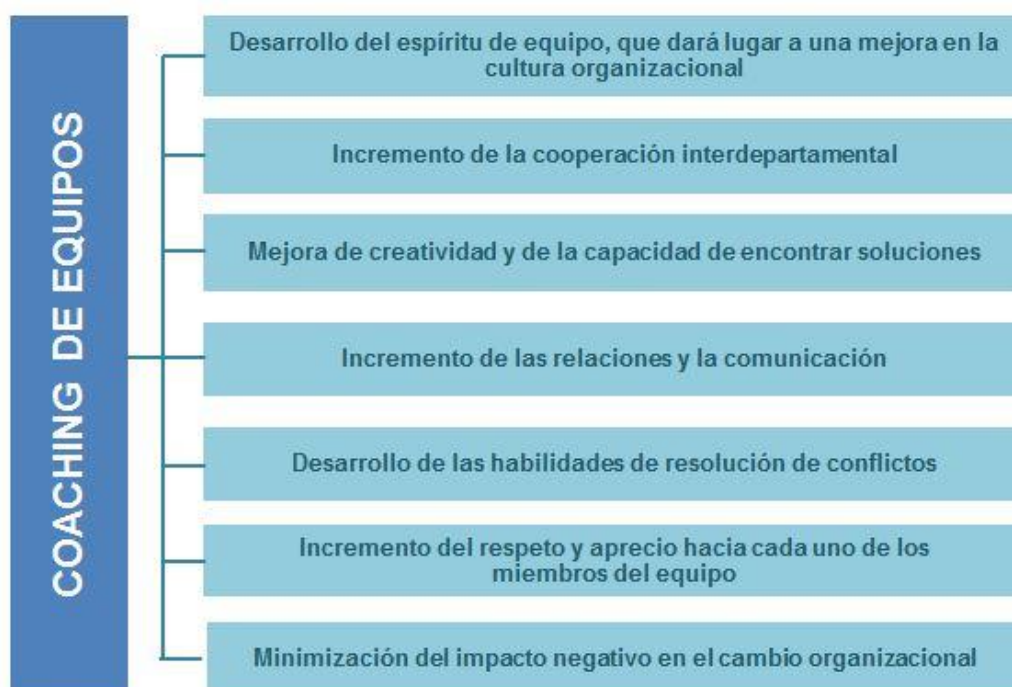 COACHING DE EQUIPOS
Desarrollo del espíritu de equipo, que dará lugar a una mejora en la
cultura organizacional
Incremento de la cooperación interdepartamental
Mejora de creatividad y de la capacidad de encontrar soluciones
Incremento de las relaciones y la comunicación
Desarrollo de las habilidades de resolución de conflictos
Incremento del respeto y aprecio hacia cada uno de los
miembros del equipo
Minimización del impacto negativo en el cambio organizacional